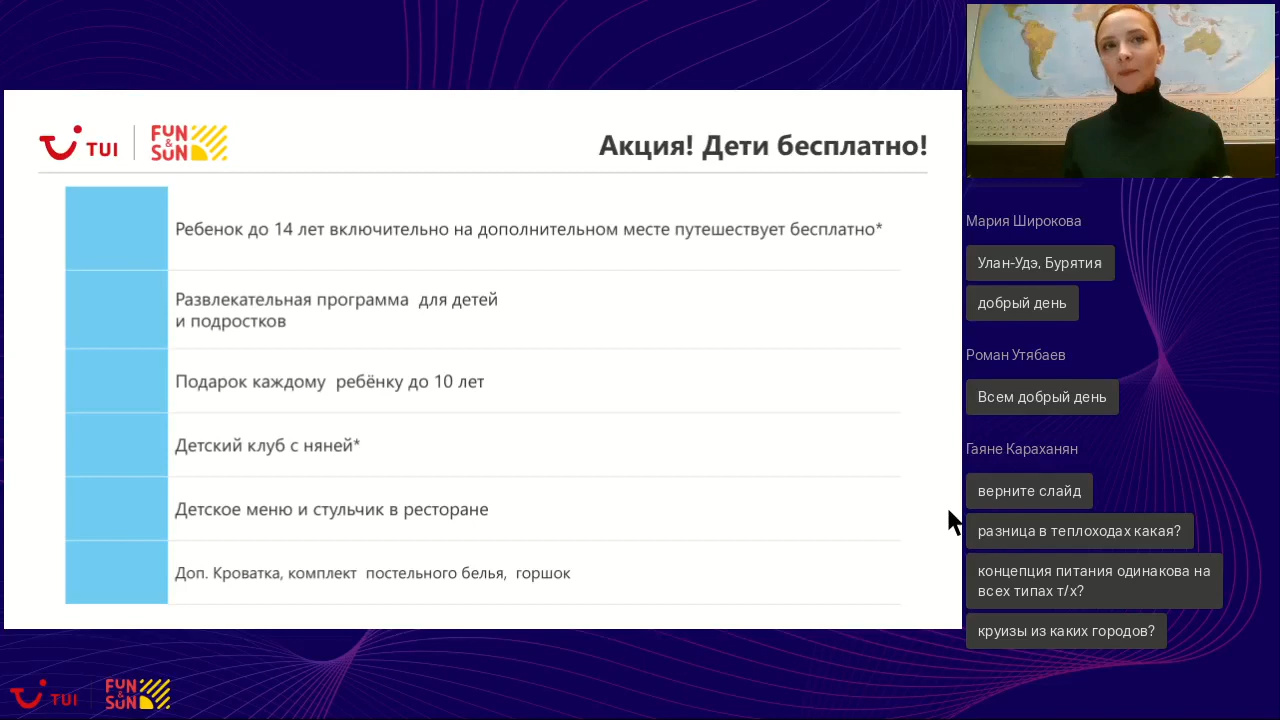 TUI
FUN
&
SUN
Акция! Дети бесплатно!
Ребенок до 14 лет включительно на дополнительном месте путешествует бесплатно*
Развлекательная программа для детей
и подростков
Подарок каждому ребёнку до 10 лет
Детский клуб с няней*
Детское меню и стульчик в ресторане
Доп. Кроватка, комплект постельного белья, горшок
Мария Широкова
Улан-Удэ, Бурятия
добрый день
Роман Утябаев
Всем добрый день
Гаяне Караханян
верните слайд
разница в теплоходах какая?
концепция питания одинакова на
всех типах т/х?
круизы из каких городов?
TUI
FUN
&
SUN